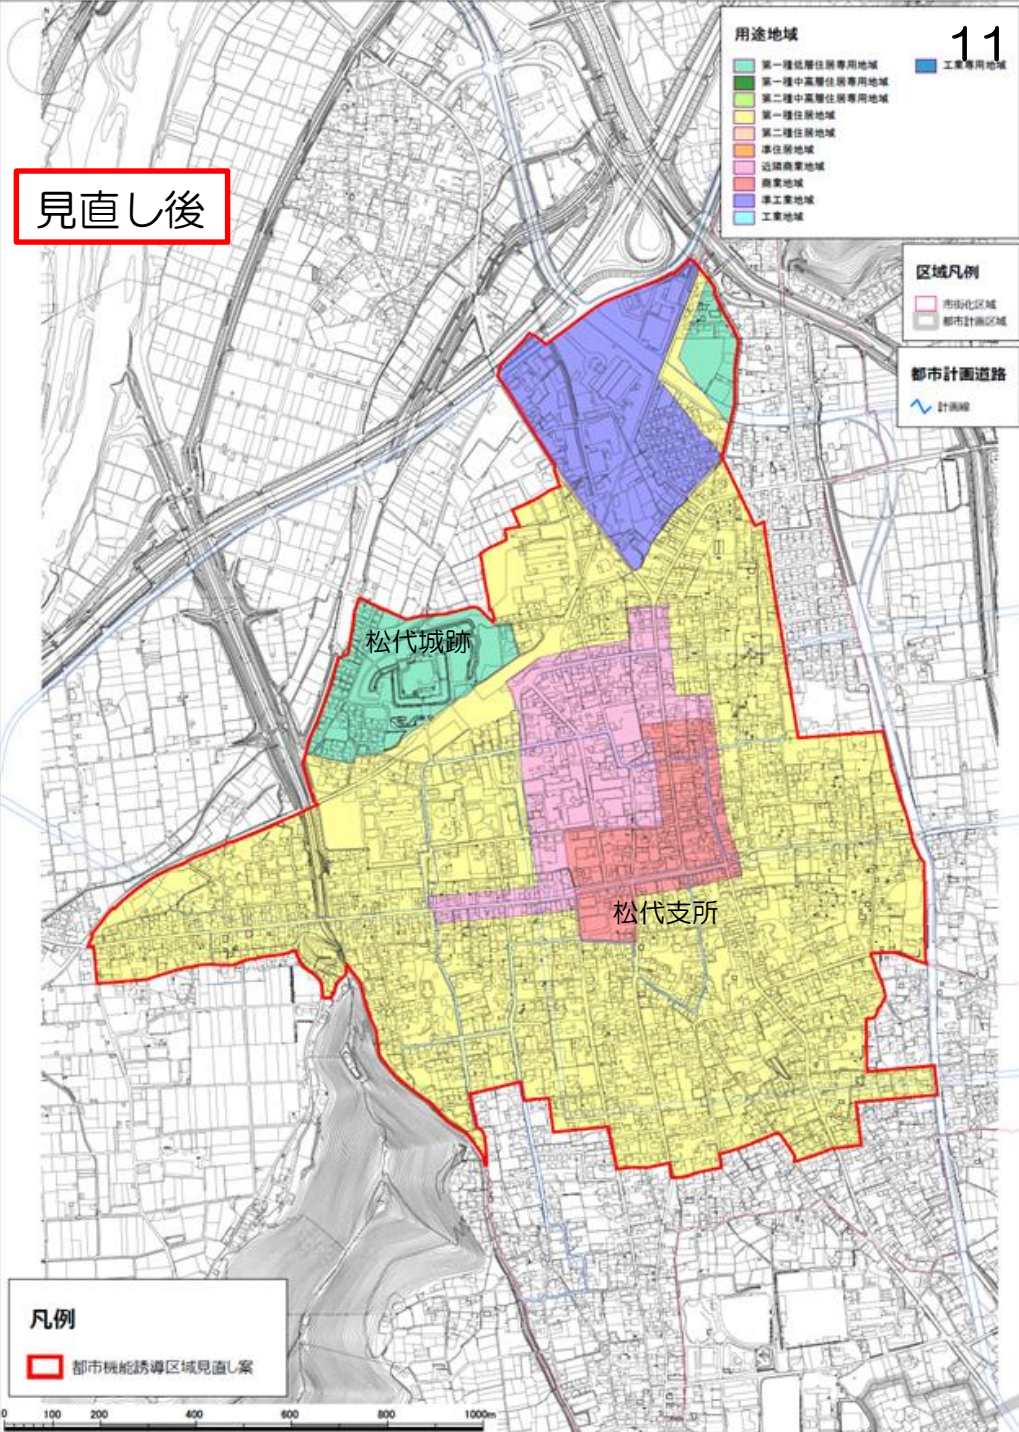 11
用途地域
第一種低層住居専用地域
第一種中高層住居専用地域
第二種中高層住居専用地域
第一種住居地域
第二種住居地域
準住居地域
近隣商業地域
商業地域
準工業地域
工業地域
工業専用地域
見直し後
区域凡例
市街化区域
都市計画区域
都市計画道路
計画線
松代城跡
松代支所
凡例
都市機能誘導区域見直し案
0 100 200 400 600 800 1000m